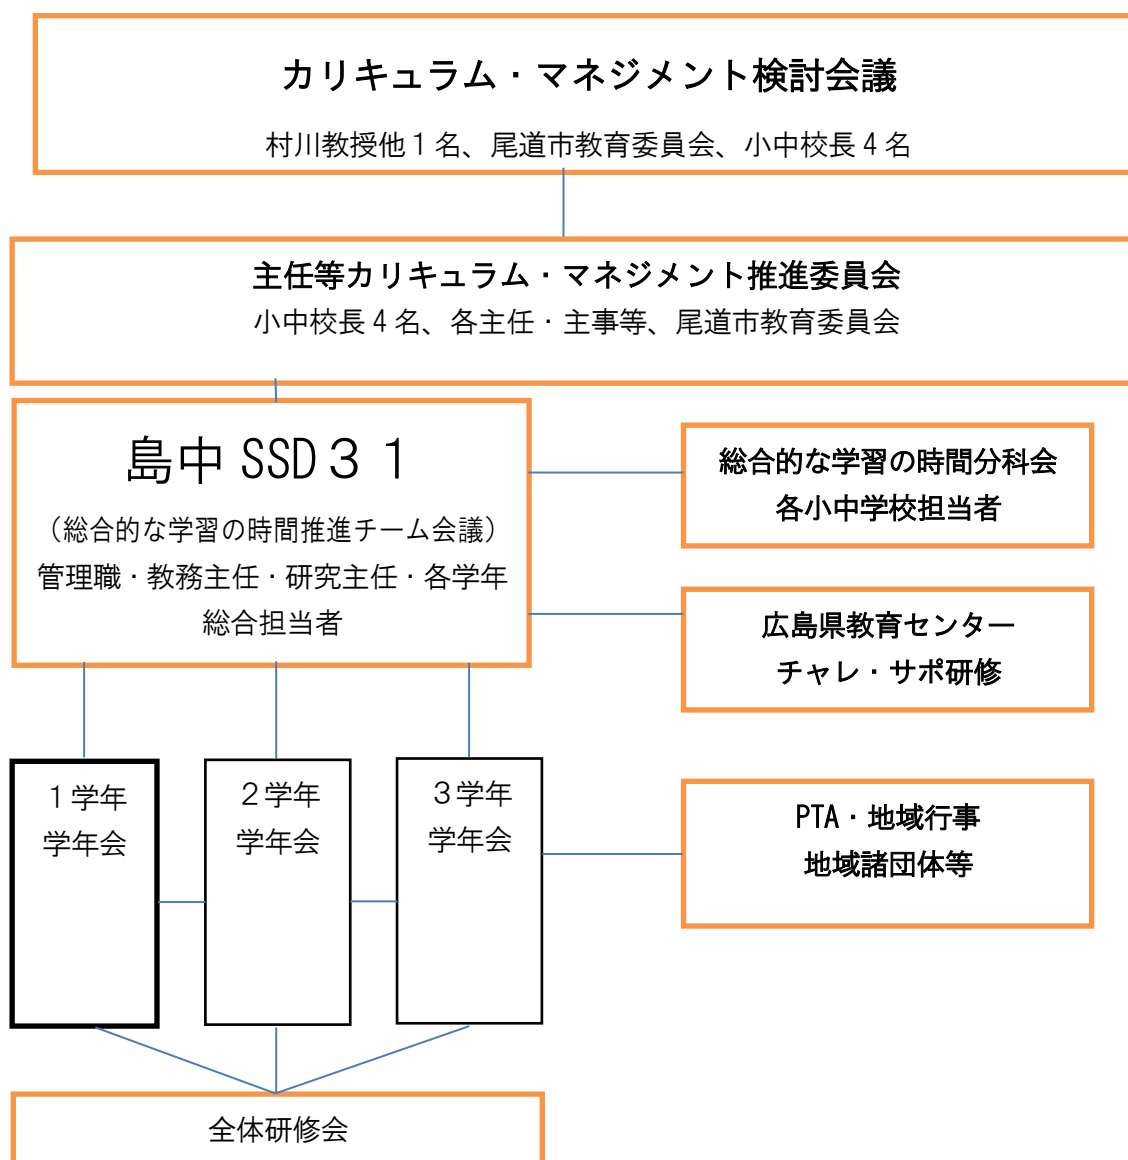 カリキュラム・マネジメント検討会議
村川教授他１名、尾道市教育委員会、小中校長４名
主任等カリキュラム・マネジメント推進委員会
小中校長４名、各主任・主事等、尾道市教育委員会
島中 SSD３１
（総合的な学習の時間推進チーム会議）
管理職・教務主任・研究主任・各学年
総合担当者
総合的な学習の時間分科会
各小中学校担当者
広島県教育センター
チャレ・サポ研修
１学年
学年会
２学年
学年会
３学年
学年会
PTA・地域行事
地域諸団体等
全体研修会